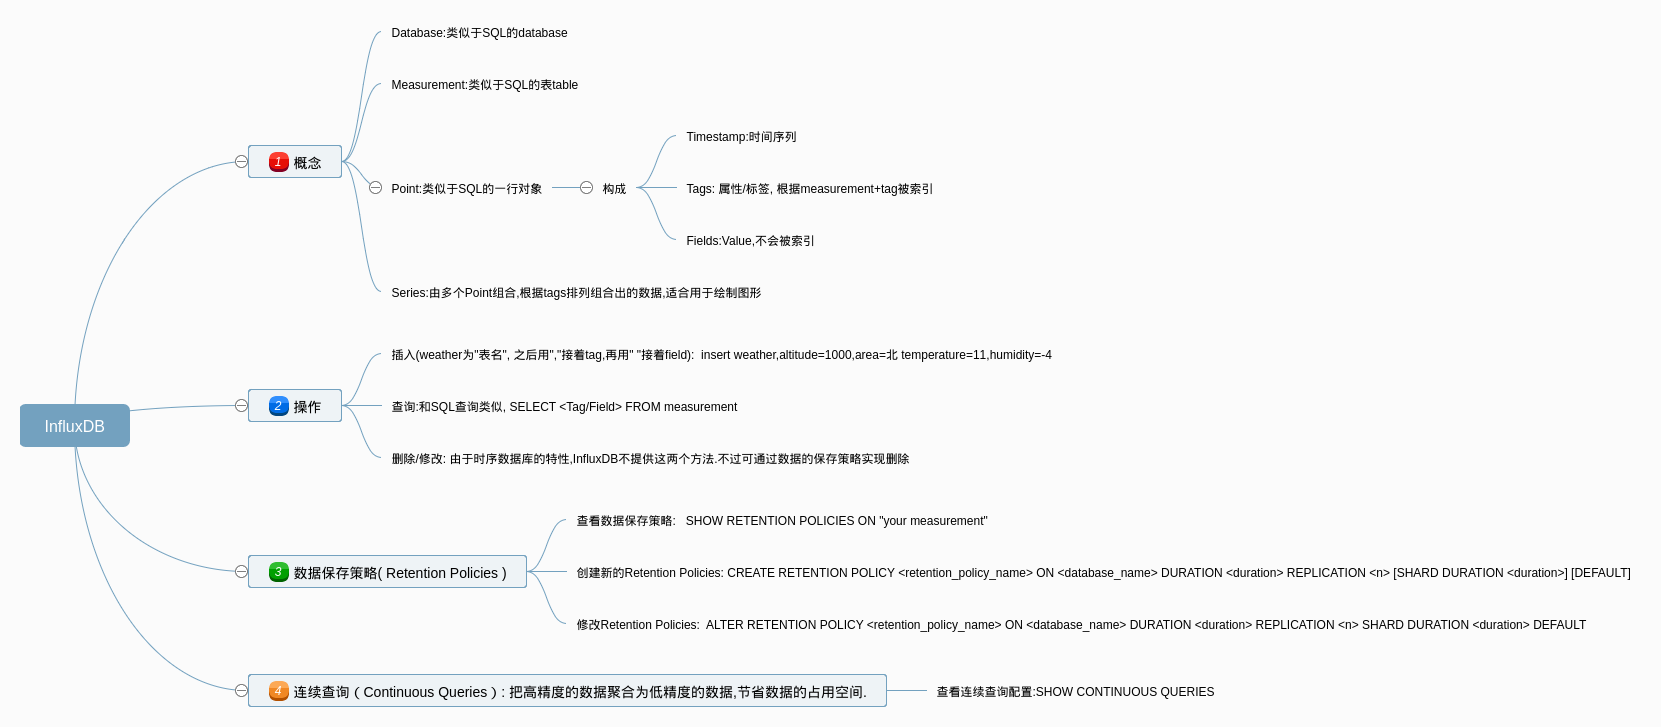 InfluxDB
1 概念
Database:类似于SQL的database
Measurement:类似于SQL的表table
Point:类似于SQL的一行对象
构成
Timestamp:时间序列
Tags: 属性/标签, 根据measurement+tag被索引
Fields:Value,不会被索引
Series:由多个Point组合,根据tags排列组合出的数据,适合用于绘制图形
2 操作
插入(weather为"表名", 之后用","接着tag,再用" "接着field):  insert weather,altitude=1000,area=北 temperature=11,humidity=-4
查询:和SQL查询类似, SELECT <Tag/Field> FROM measurement
删除/修改: 由于时序数据库的特性,InfluxDB不提供这两个方法.不过可通过数据的保存策略实现删除
3 数据保存策略( Retention Policies )
查看数据保存策略:   SHOW RETENTION POLICIES ON "your measurement"
创建新的Retention Policies: CREATE RETENTION POLICY <retention_policy_name> ON <database_name> DURATION <duration> REPLICATION <n> [SHARD DURATION <duration>] [DEFAULT]
修改Retention Policies:  ALTER RETENTION POLICY <retention_policy_name> ON <database_name> DURATION <duration> REPLICATION <n> SHARD DURATION <duration> DEFAULT
4 连续查询（Continuous Queries）: 把高精度的数据聚合为低精度的数据,节省数据的占用空间.
查看连续查询配置:SHOW CONTINUOUS QUERIES